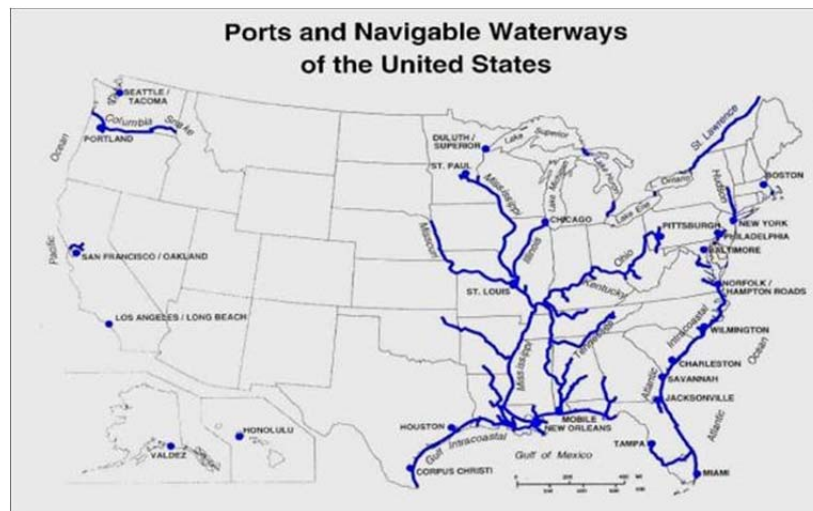 Ports and Navigable Waterways
of the United States
SEATTLE /
TACOMA
Columbia
Snake
PORTLAND
Ocean
Pacific
SAN FRANCISCO / OAKLAND
LOS ANGELES / LONG BEACH
DULUTH /
SUPERIOR
Lake Superior
ST. PAUL
Mississippi
Lake Michigan
Lake Huron
St. Lawrence
L. Ontario
Lake Erie
Hudson
BOSTON
CHICAGO
Missouri
Illinois
PITTSBURGH
NEW YORK
PHILADELPHIA
BALTIMORE
Ohio
Kentucky
ST. LOUIS
NORFOLK /
CHAMPTON ROADS
Mississippi
Tennessee
Intracoastal
WILMINGTON
Ocean
CHARLESTON
SAVANNAH
Atlantic
JACKSONVILLE
Atlantic
HOUSTON
Gulf Intracoastal
MOBILE
NEW ORLEANS
TAMPA
CORPUS CHRISTI
Gulf of Mexico
MIAMI
VALDEZ
HONOLULU
0 200 400